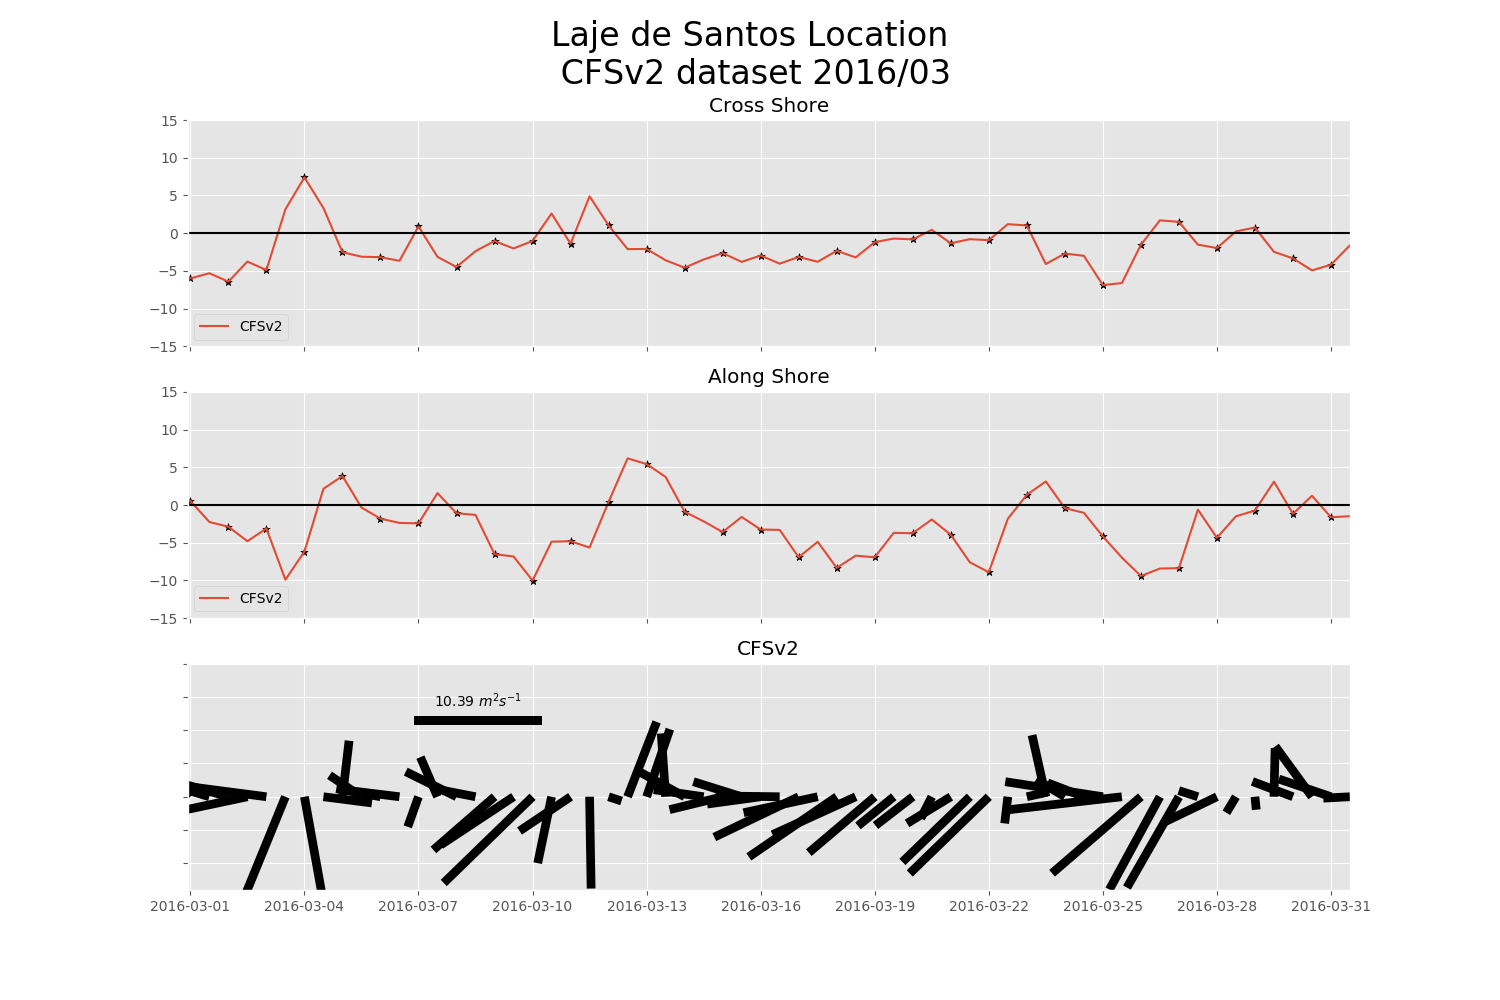 Laje de Santos Location
CFSv2 dataset 2016/03
Cross Shore
15
10
5
0
−5
−10
−15
CFSv2
Along Shore
15
10
5
0
−5
−10
−15
CFSv2
CFSv2
10.39 m²s⁻¹
2016-03-01 2016-03-04 2016-03-07 2016-03-10 2016-03-13 2016-03-16 2016-03-19 2016-03-22 2016-03-25 2016-03-28 2016-03-31